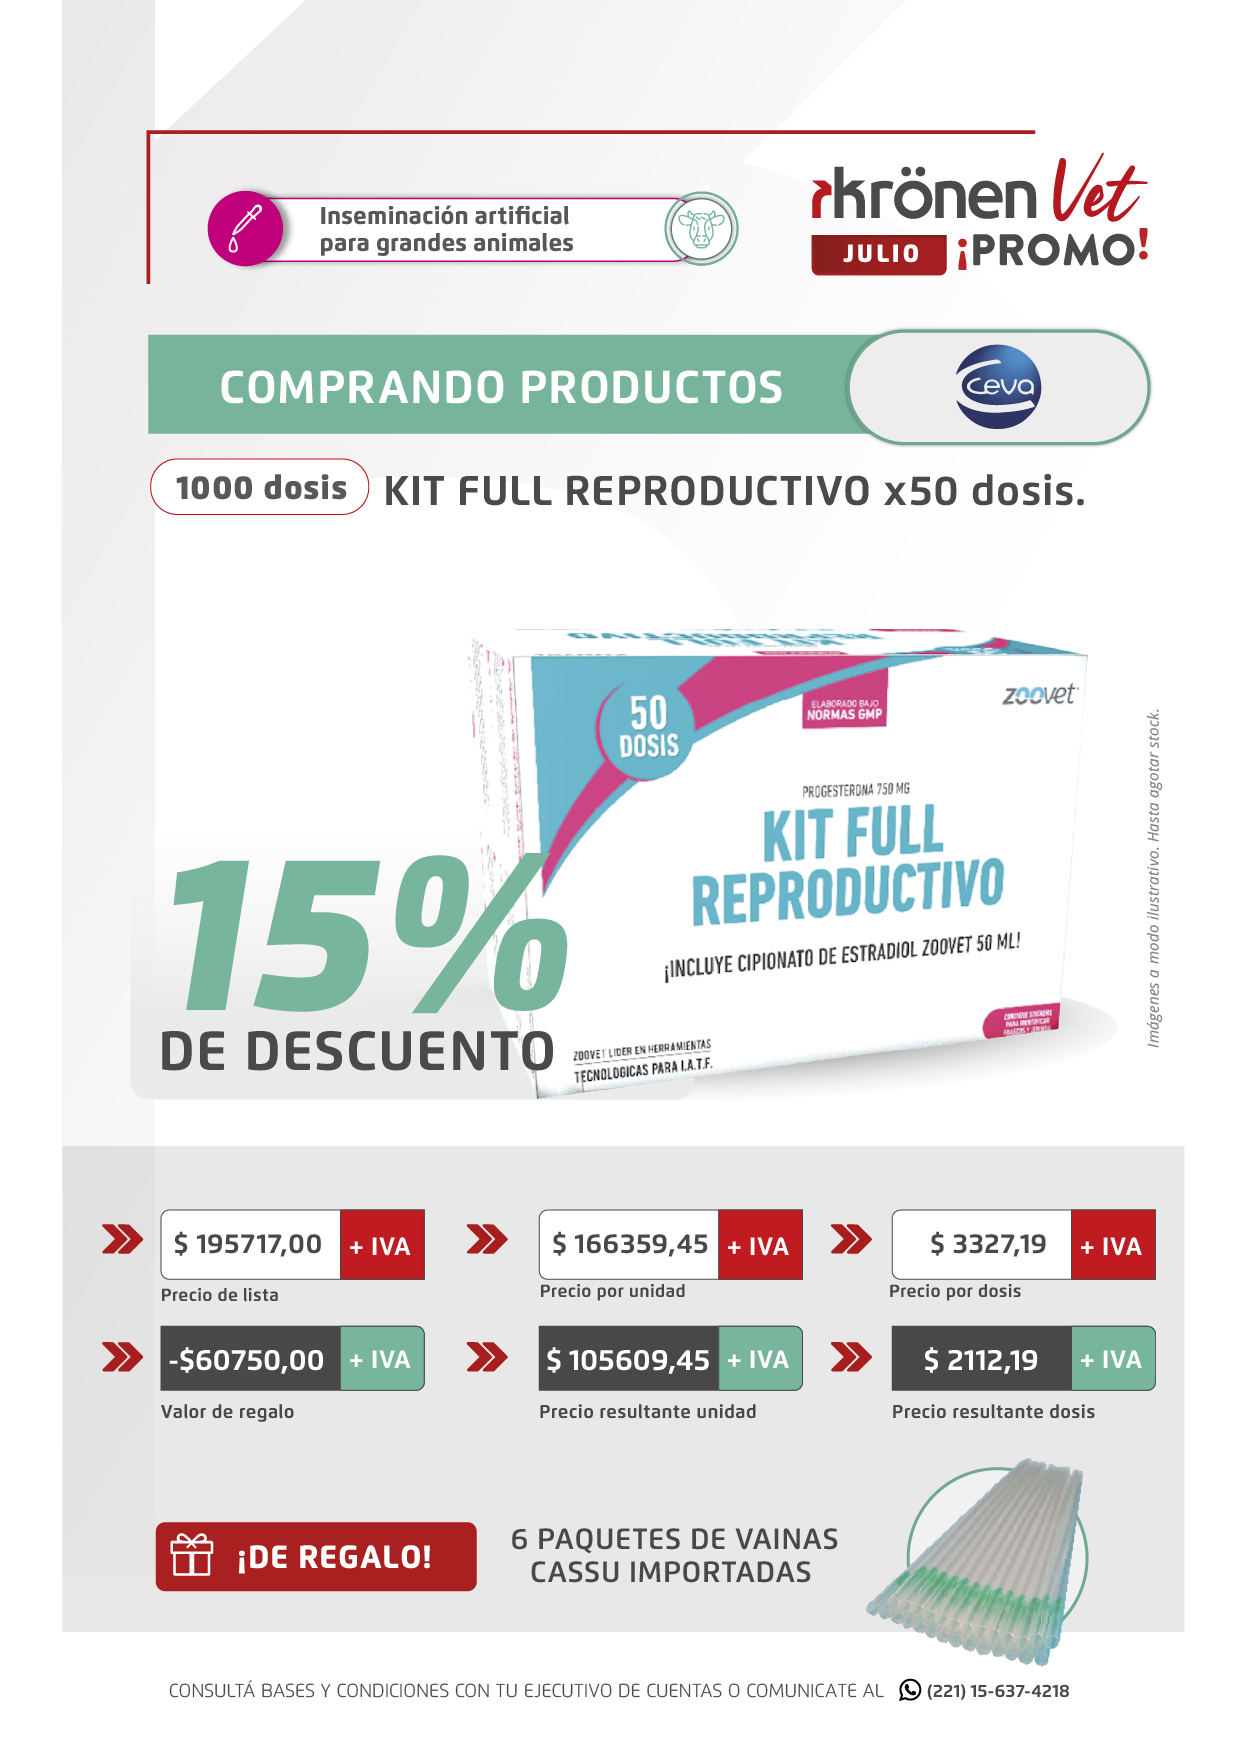 Inseminación artificial
para grandes animales
krönen Vet
JULIO ¡PROMO!
COMPRANDO PRODUCTOS
ceva
1000 dosis KIT FULL REPRODUCTIVO x50 dosis.
50
DOSIS
ELABORADO BAJO
NORMAS GMP
zoovet
PROGESTERONA 750 MG
KIT FULL
REPRODUCTIVO
¡INCLUYE CIPIONATO DE ESTRADIOL ZOOVET 50 ML!
CONTIENE STICKERS
PARA IDENTIFICAR
ZOOVET LIDER EN HERRAMIENTAS
TECNOLOGICAS PARA I.A.T.F.
15%
DE DESCUENTO
Imágenes a modo ilustrativo. Hasta agotar stock.
$ 195717,00 + IVA
Precio de lista
$ 166359,45 + IVA
Precio por unidad
$ 3327,19 + IVA
Precio por dosis
-$60750,00 + IVA
Valor de regalo
$ 105609,45 + IVA
Precio resultante unidad
$ 2112,19 + IVA
Precio resultante dosis
¡DE REGALO!
6 PAQUETES DE VAINAS
CASSU IMPORTADAS
CONSULTÁ BASES Y CONDICIONES CON TU EJECUTIVO DE CUENTAS O COMUNICATE AL (221) 15-637-4218